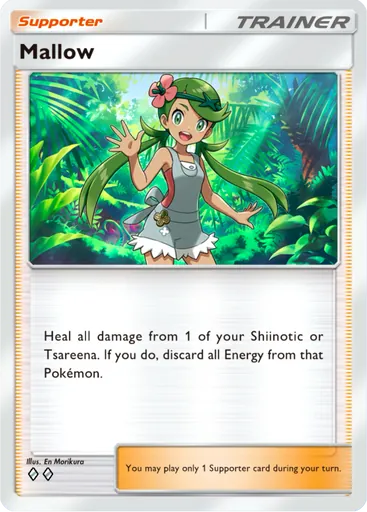 Supporter
TRAINER
Mallow
Heal all damage from 1 of your Shiinotic or
Tsareena. If you do, discard all Energy from that
Pokémon.
Illus. En Morikura
You may play only 1 Supporter card during your turn.